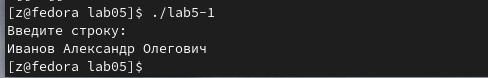 [z@fedora lab05]$ ./lab5-1
Введите строку:
Иванов Александр Олегович
[z@fedora lab05]$